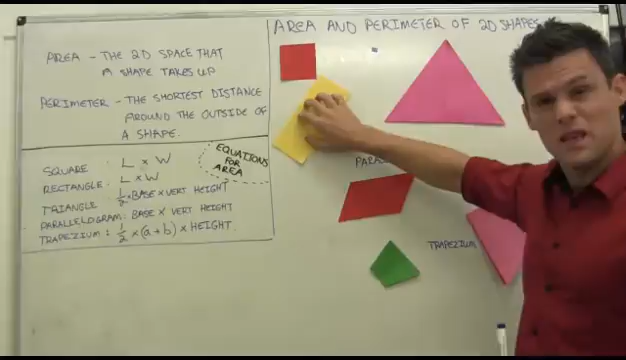 AREA AND PERIMETER OF 2D SHAPES
AREA - THE 2D SPACE THAT
A SHAPE TAKES UP
PERIMETER - THE SHORTEST DISTANCE
AROUND THE OUTSIDE OF
A SHAPE.
EQUATIONS
FOR
AREA
SQUARE : L × W
RECTANGLE : L × W
TRIANGLE : 1/2 × BASE × VERT HEIGHT
PARALLELOGRAM : BASE × VERT HEIGHT
TRAPEZIUM : 1/2 × (a + b) × HEIGHT.
TRAPEZIUM